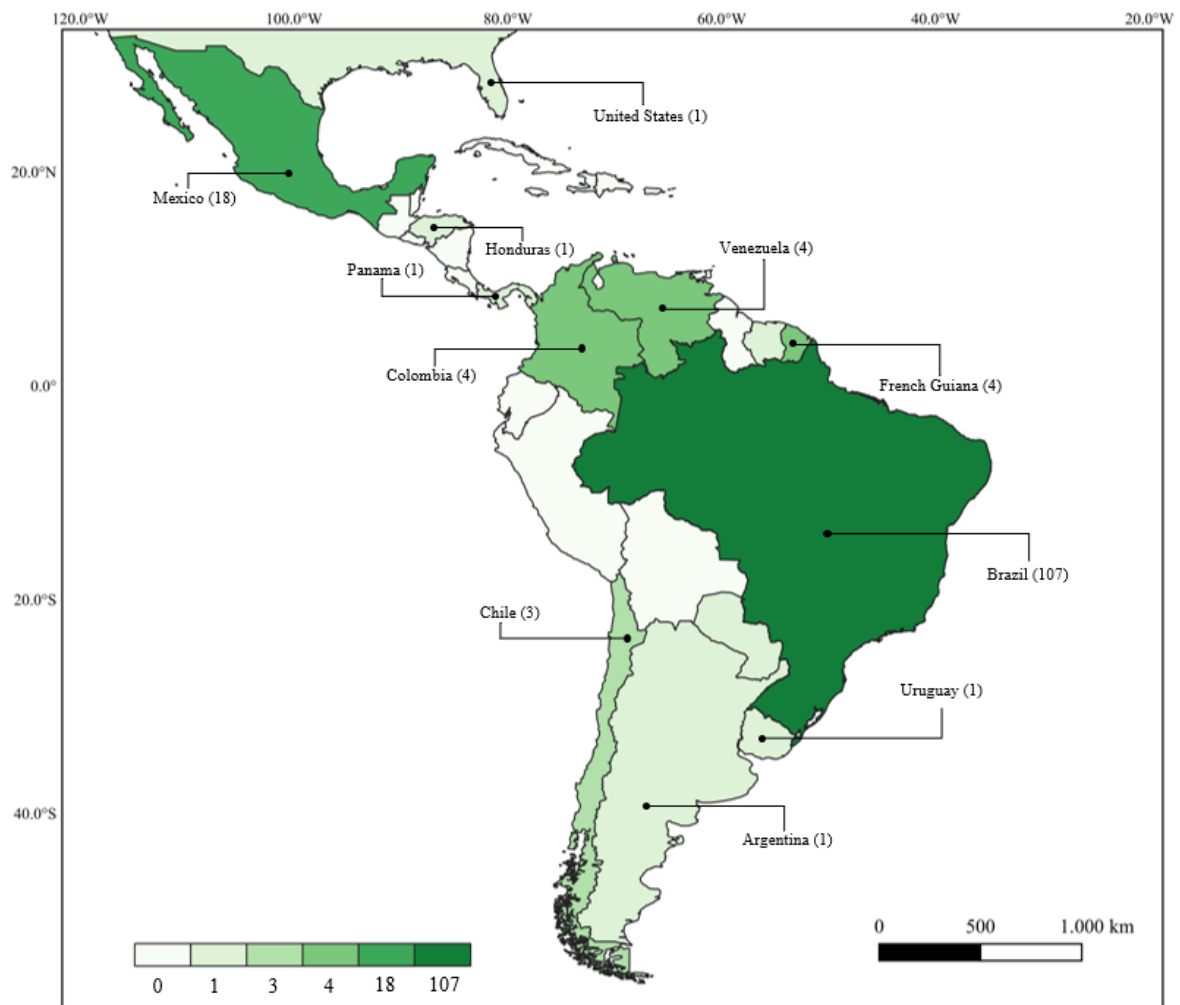 120.0°W 100.0°W 80.0°W 60.0°W 40.0°W 20.0°W
United States (1)
20.0°N
Mexico (18)
Honduras (1)
Venezuela (4)
Panama (1)
Colombia (4)
0.0°
French Guiana (4)
Brazil (107)
20.0°S
Chile (3)
Uruguay (1)
40.0°S
Argentina (1)
0 500 1.000 km
0 1 3 4 18 107